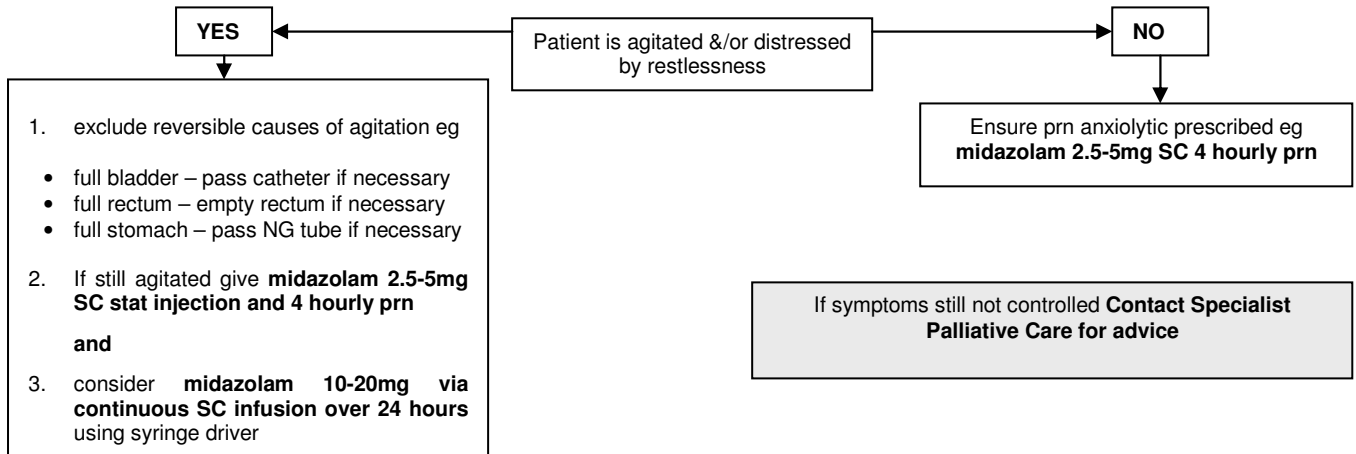 YES
Patient is agitated &/or distressed
by restlessness
NO
1. exclude reversible causes of agitation eg
• full bladder – pass catheter if necessary
• full rectum – empty rectum if necessary
• full stomach – pass NG tube if necessary
2. If still agitated give midazolam 2.5-5mg
SC stat injection and 4 hourly prn
and
3. consider midazolam 10-20mg via
continuous SC infusion over 24 hours
using syringe driver
Ensure prn anxiolytic prescribed eg
midazolam 2.5-5mg SC 4 hourly prn
If symptoms still not controlled Contact Specialist
Palliative Care for advice